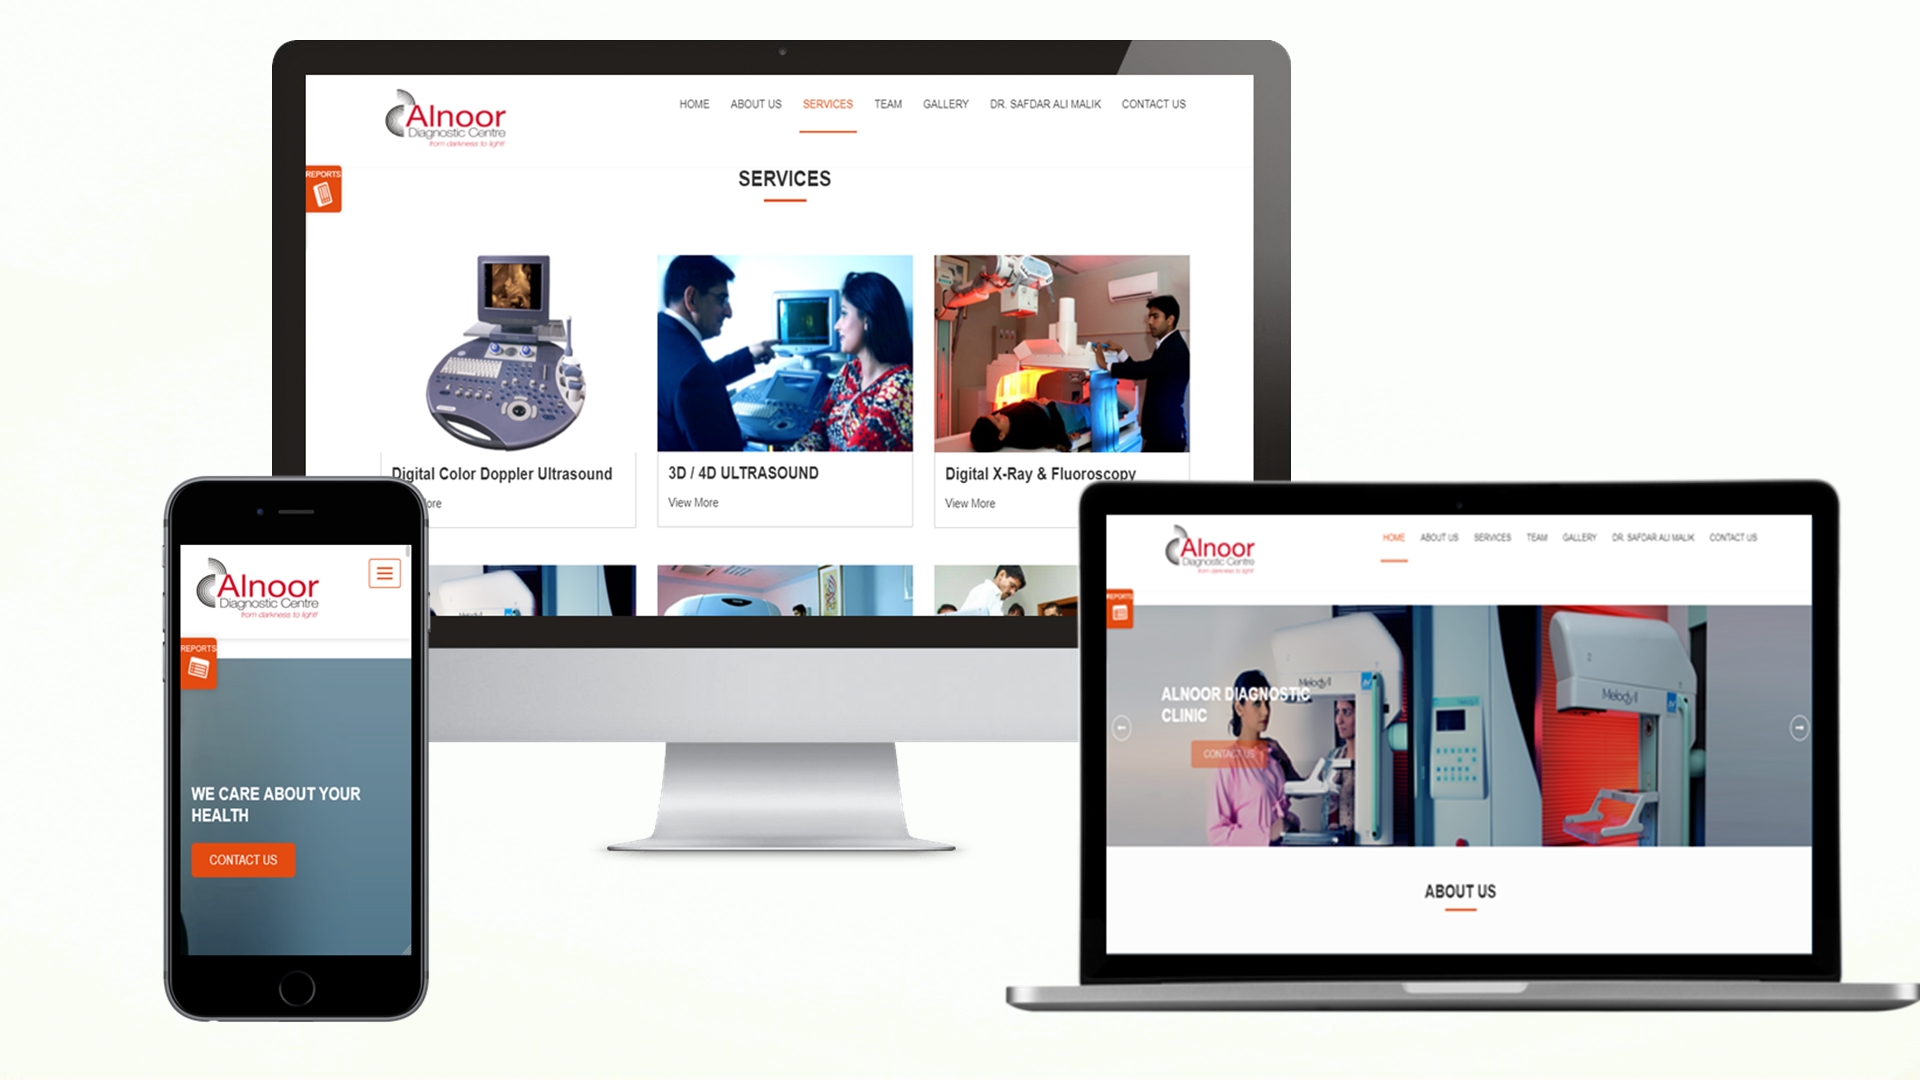 Alnoor
Diagnostic Centre
from darkness to light!
HOME ABOUT US SERVICES TEAM GALLERY DR. SAFDAR ALI MALIK CONTACT US
REPORTS
SERVICES
Digital Color Doppler Ultrasound
ore
3D / 4D ULTRASOUND
View More
Digital X-Ray & Fluoroscopy
View More
Alnoor
Diagnostic Centre
from darkness to light!
REPORTS
WE CARE ABOUT YOUR
HEALTH
CONTACT US
Alnoor
Diagnostic Centre
from darkness to light!
HOME ABOUT US SERVICES TEAM GALLERY DR. SAFDAR ALI MALIK CONTACT US
REPORTS
Melody II
Melody II
ALNOOR DIAGNOSTIC
CLINIC
CONTACT US
ABOUT US